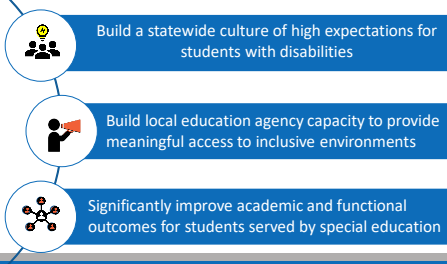 Build a statewide culture of high expectations for
students with disabilities
Build local education agency capacity to provide
meaningful access to inclusive environments
Significantly improve academic and functional
outcomes for students served by special education